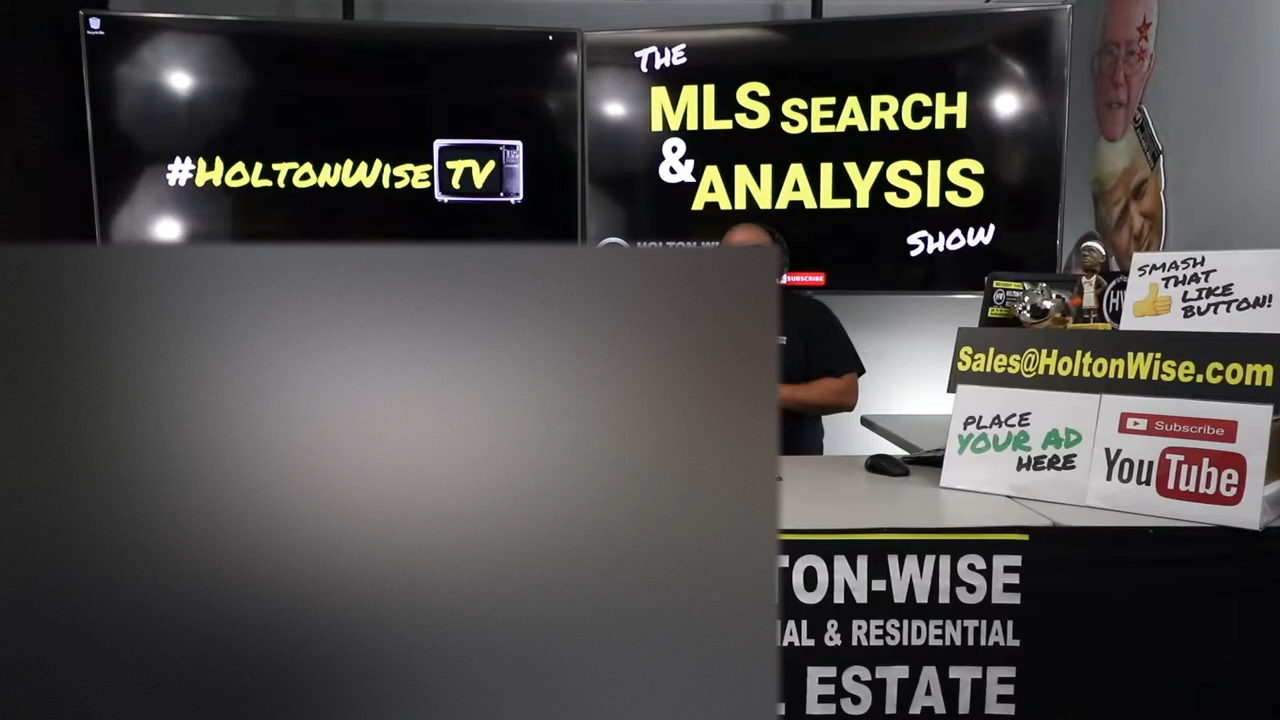 #HOLTONWISE TV
THE
MLS SEARCH
& ANALYSIS
SHOW
SUBSCRIBE
SMASH
THAT
LIKE
BUTTON!
Sales@HoltonWise.com
PLACE
YOUR AD
HERE
Subscribe
YouTube
TON-WISE
IAL & RESIDENTIAL
ESTATE